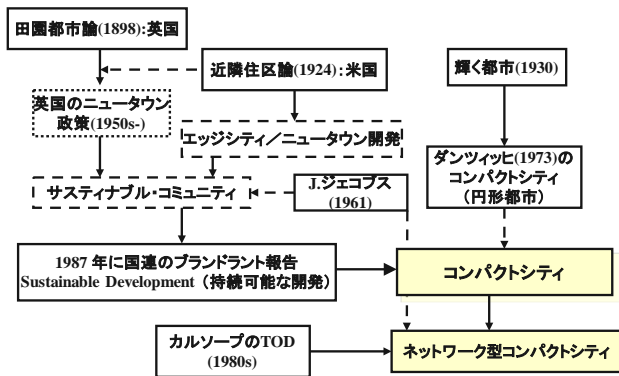 田園都市論(1898):英国
近隣住区論(1924):米国
輝く都市(1930)
英国のニュータウン
政策(1950s-)
エッジシティ/ニュータウン開発
ダンツィッヒ(1973)の
コンパクトシティ
(円形都市)
サスティナブル・コミュニティ
J.ジェコブス
(1961)
1987 年に国連のブランドラント報告
Sustainable Development (持続可能な開発)
コンパクトシティ
カルソープのTOD
(1980s)
ネットワーク型コンパクトシティ